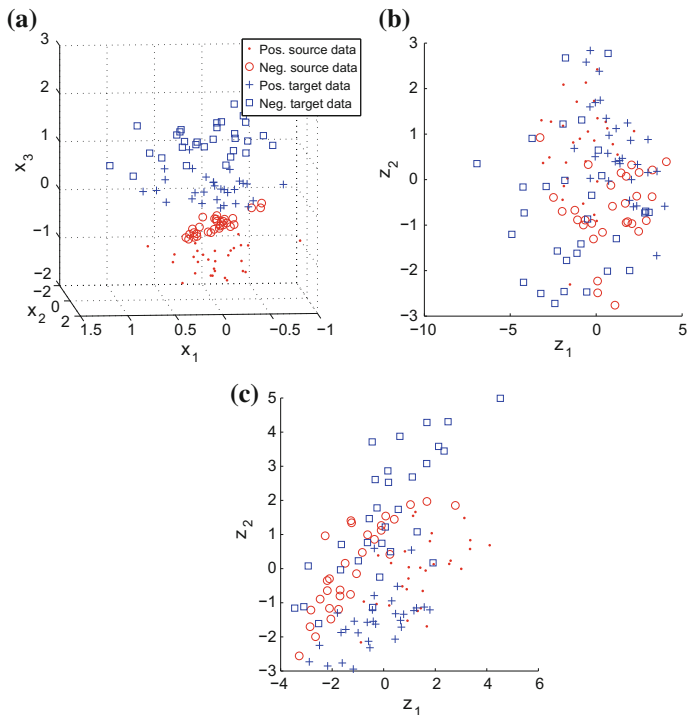 (a)
3
2
1
0
−1
−2
x3
−2
0
2
x2
1.5
1
0.5
0
−0.5
−1
x1
Pos. source data
Neg. source data
Pos. target data
Neg. target data
(b)
3
2
1
0
−1
−2
−3
z2
−10
−5
0
5
z1
(c)
5
4
3
2
1
0
−1
−2
−3
z2
−4
−2
0
2
4
6
z1